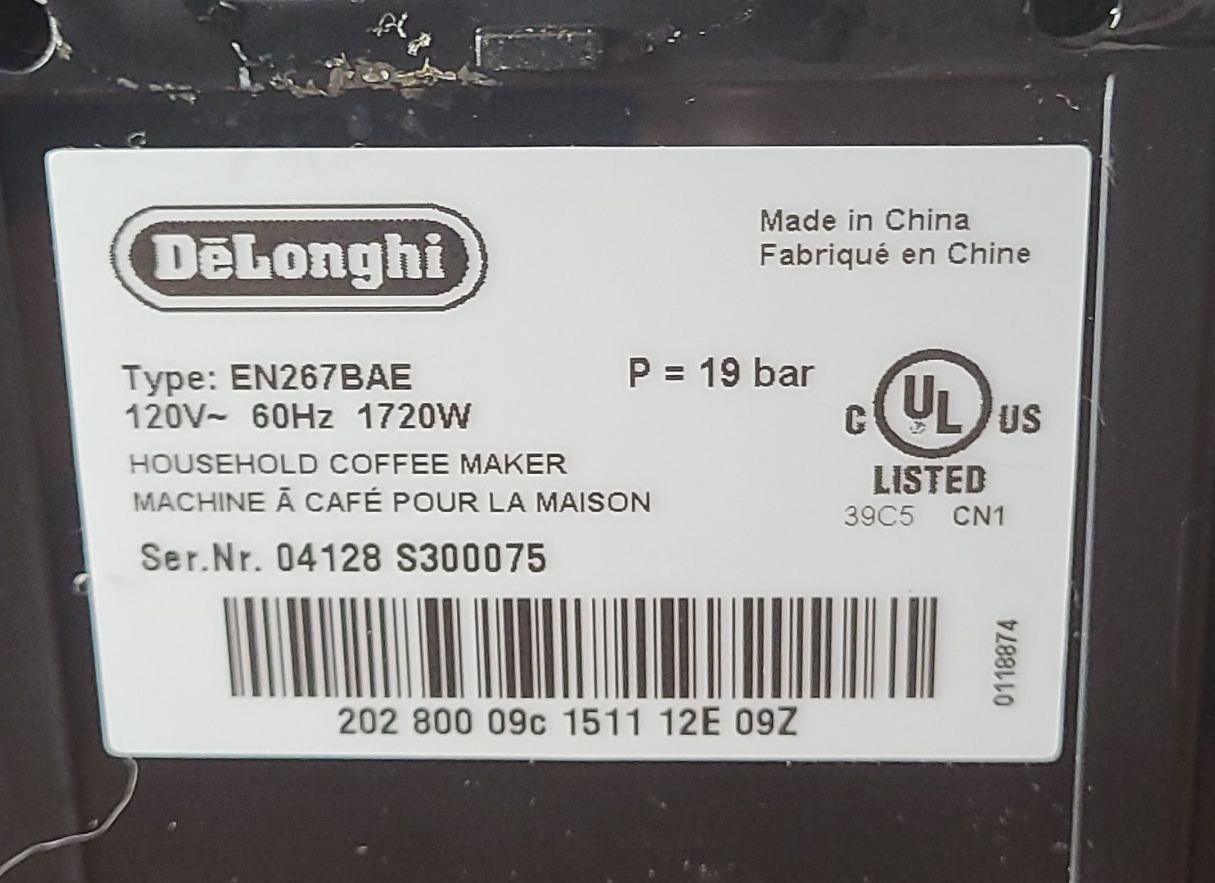 DēLonghi
Made in China
Fabriqué en Chine
Type: EN267BAE
P = 19 bar
120V~ 60Hz 1720W
C UL US
LISTED
39C5 CN1
HOUSEHOLD COFFEE MAKER
MACHINE Ā CAFÉ POUR LA MAISON
Ser.Nr. 04128 S300075
202 800 09c 1511 12E 09Z
0118874